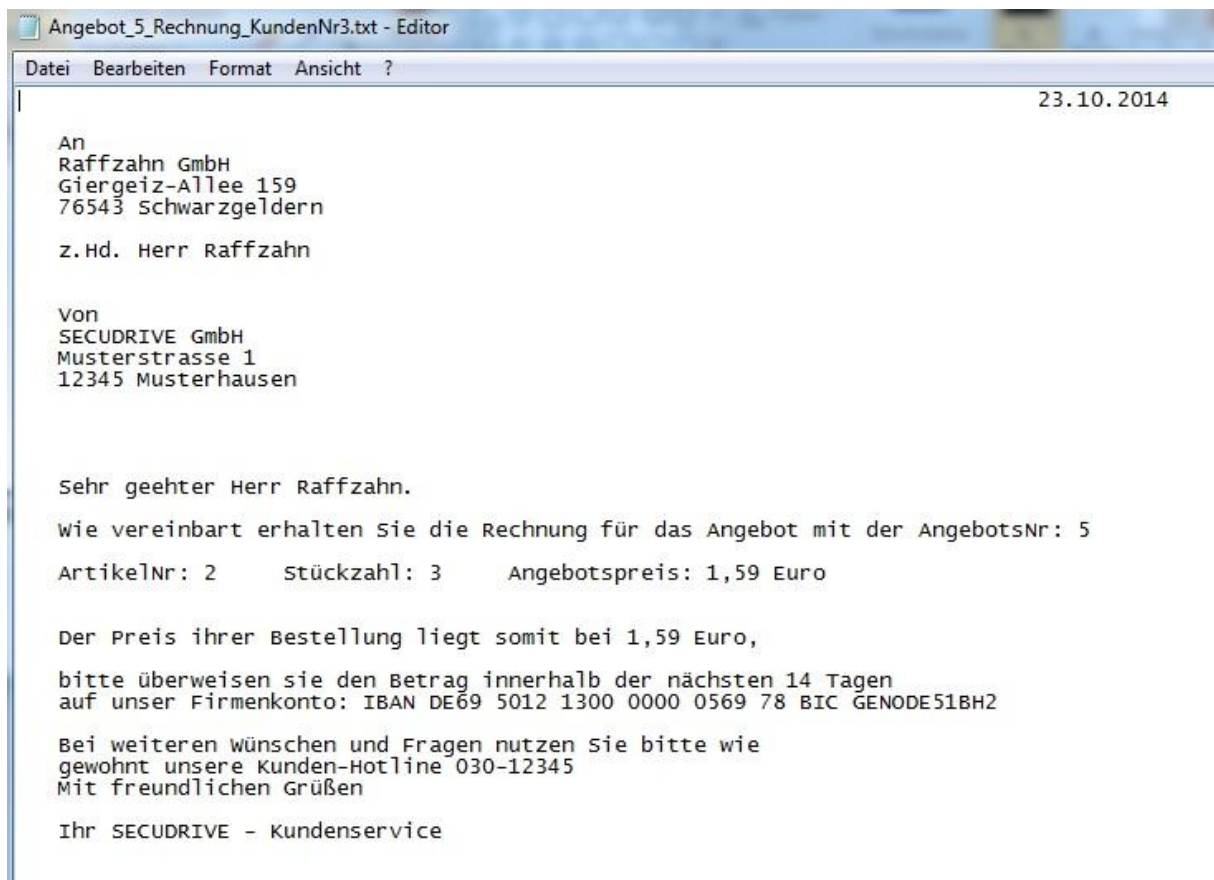 Angebot_5_Rechnung_KundenNr3.txt - Editor
Datei Bearbeiten Format Ansicht ?
23.10.2014
An
Raffzahn GmbH
Giergeiz-Allee 159
76543 Schwarzgeldern
z.Hd. Herr Raffzahn
Von
SECUDRIVE GmbH
Musterstrasse 1
12345 Musterhausen
Sehr geehter Herr Raffzahn.
Wie vereinbart erhalten Sie die Rechnung für das Angebot mit der AngebotsNr: 5
ArtikelNr: 2 Stückzahl: 3 Angebotspreis: 1,59 Euro
Der Preis ihrer Bestellung liegt somit bei 1,59 Euro,
bitte überweisen sie den Betrag innerhalb der nächsten 14 Tagen
auf unser Firmenkonto: IBAN DE69 5012 1300 0000 0569 78 BIC GENODE51BH2
Bei weiteren Wünschen und Fragen nutzen Sie bitte wie
gewohnt unsere Kunden-Hotline 030-12345
Mit freundlichen Grüßen
Ihr SECUDRIVE - Kundenservice